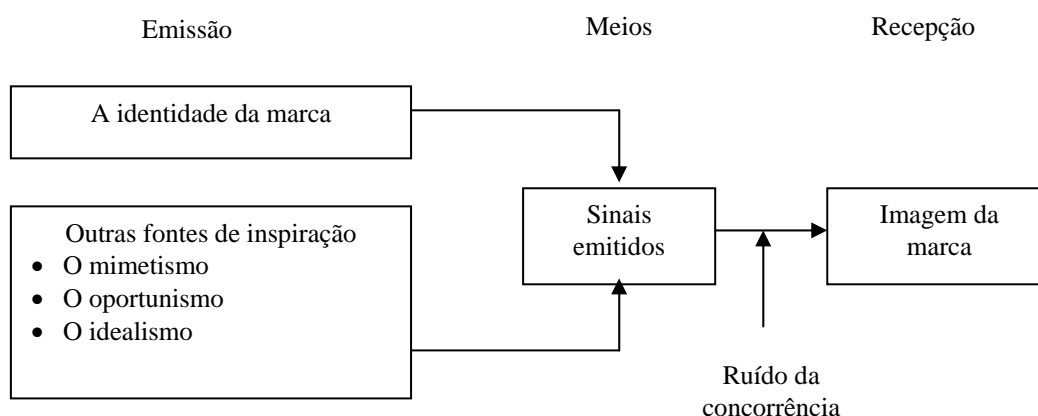 Emissão
Meios
Recepção
A identidade da marca
Outras fontes de inspiração
• O mimetismo
• O oportunismo
• O idealismo
Sinais
emitidos
Imagem da
marca
Ruído da
concorrência